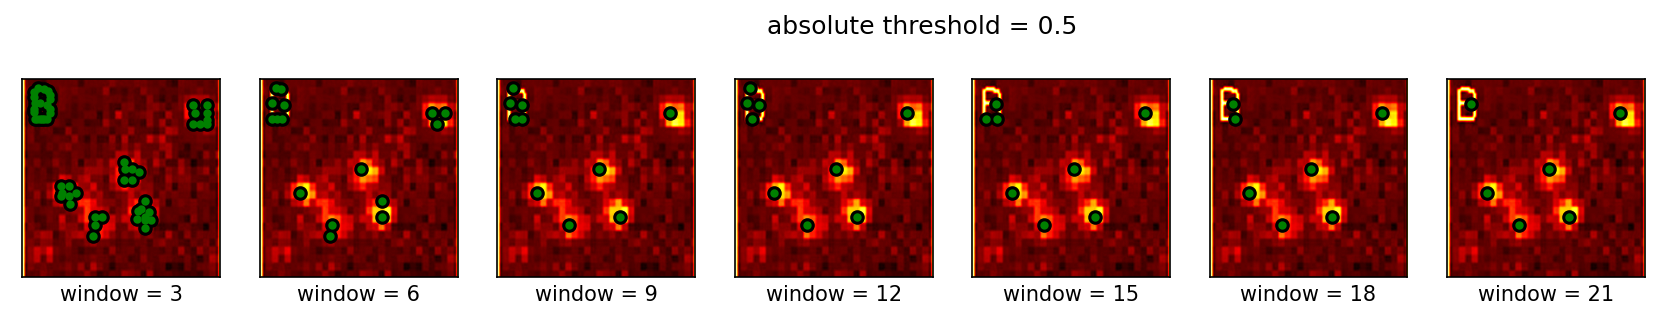 absolute threshold = 0.5
B
window = 3
window = 6
window = 9
window = 12
window = 15
window = 18
window = 21